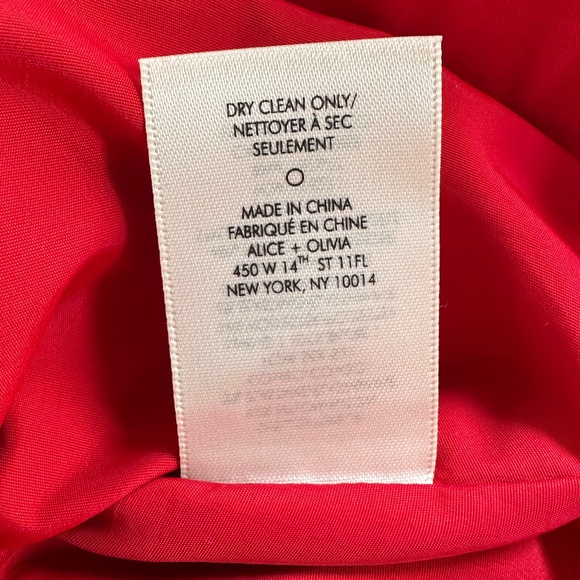 DRY CLEAN ONLY/
NETTOYER À SEC
SEULEMENT
MADE IN CHINA
FABRIQUÉ EN CHINE
ALICE + OLIVIA
450 W 14TH ST 11FL
NEW YORK, NY 10014